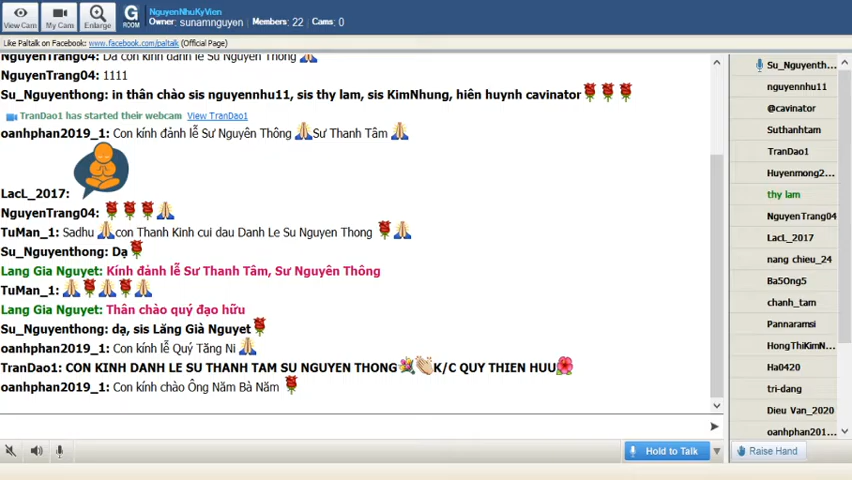 View Cam
My Cam
Enlarge
G
ROOM
NguyenNhuKyVien
Owner: sunamnguyen Members: 22 Cams: 0
Like Paltalk on Facebook: www.facebook.com/paltalk (Official Page)
NguyenTrang04: Da con kính đảnh lễ Sư Nguyên Thông
NguyenTrang04: 1111
Su_Nguyenthong: in thân chào sis nguyennhu11, sis thy lam, sis KimNhung, hiên huynh cavinator
TranDao1 has started their webcam View TranDao1
oanhphan2019_1: Con kính đảnh lễ Sư Nguyên Thông Sư Thanh Tâm
LacL_2017:
NguyenTrang04:
TuMan_1: Sadhu con Thanh Kinh cui dau Danh Le Su Nguyen Thong
Su_Nguyenthong: Dạ
Lang Gia Nguyet: Kính đảnh lễ Sư Thanh Tâm, Sư Nguyên Thông
TuMan_1:
Lang Gia Nguyet: Thân chào quý đạo hữu
Su_Nguyenthong: dạ, sis Lăng Già Nguyet
oanhphan2019_1: Con kính lễ Quý Tăng Ni
TranDao1: CON KINH DANH LE SU THANH TAM SU NGUYEN THONG K/C QUY THIEN HUU
oanhphan2019_1: Con kính chào Ông Năm Bà Năm
Hold to Talk
Su_Nguyenth...
nguyennhu11
@cavinator
Suthanhtam
TranDao1
Huyenmong2...
thy lam
NguyenTrang04
LacL_2017
nang chieu_24
Ba5Ong5
chanh_tam
Pannaramsi
HongThiKimN...
Ha0420
tri-dang
Dieu Van_2020
oanhphan201...
Raise Hand